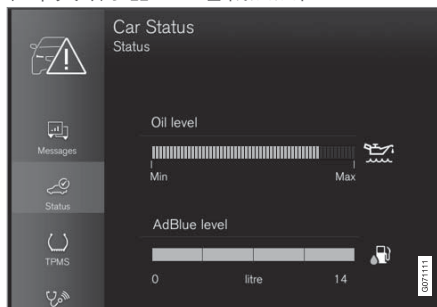 Car Status
Status
Oil level
Messages
Min
Max
Status
AdBlue level
TPMS
0
litre
14
G071111